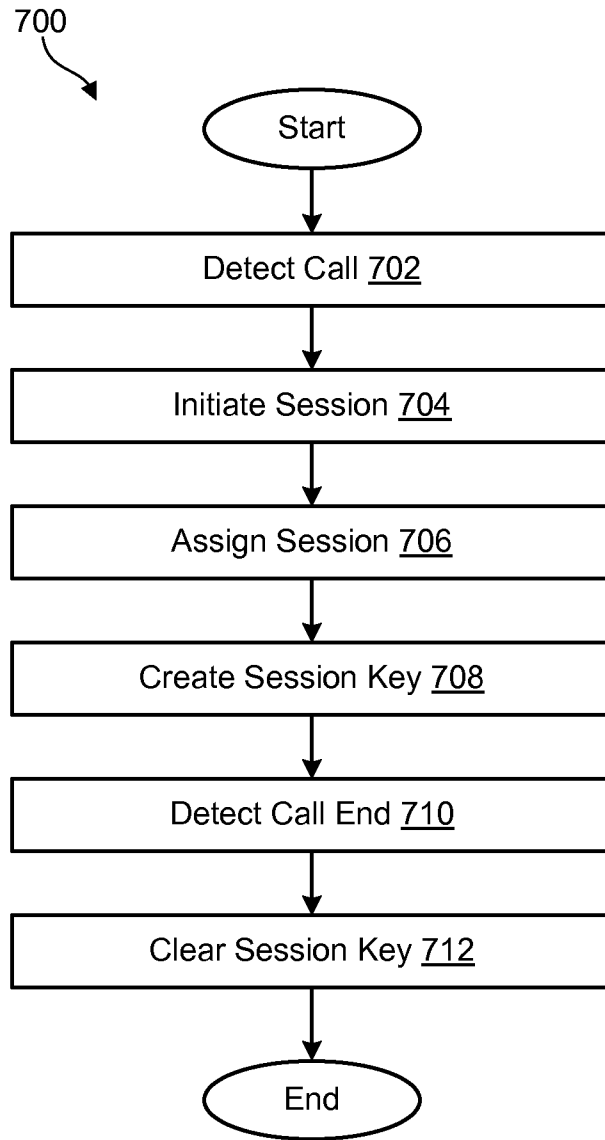 700
Start
Detect Call 702
Initiate Session 704
Assign Session 706
Create Session Key 708
Detect Call End 710
Clear Session Key 712
End